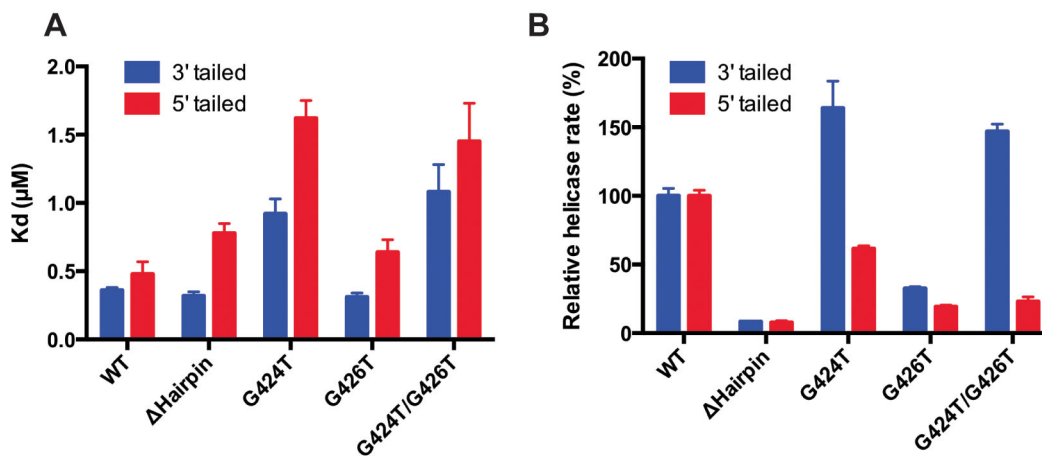 A
Kd (µM)
2.0
1.5
1.0
0.5
0.0
3' tailed
5' tailed
WT
ΔHairpin
G424T
G426T
G424T/G426T
B
Relative helicase rate (%)
200
150
100
50
0
3' tailed
5' tailed
WT
ΔHairpin
G424T
G426T
G424T/G426T